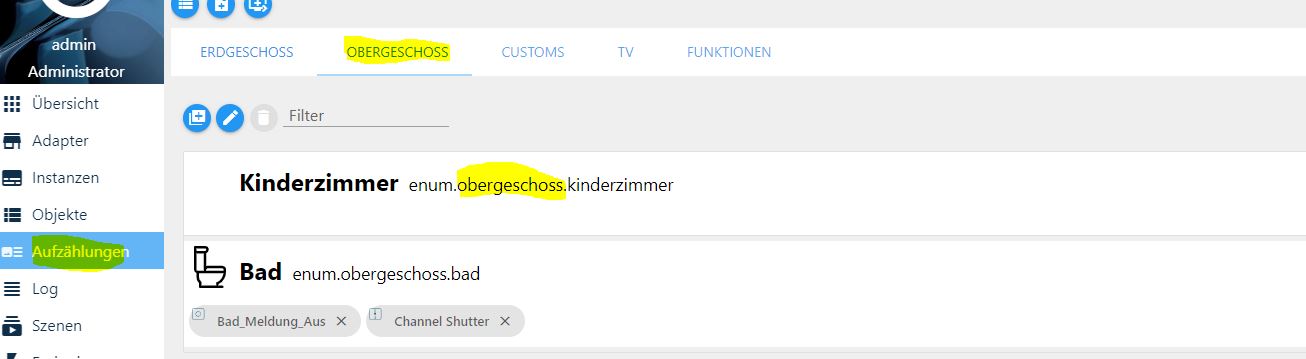 admin
Administrator
Übersicht
Adapter
Instanzen
Objekte
Aufzählungen
Log
Szenen
ERDGESCHOSS OBERGESCHOSS CUSTOMS TV FUNKTIONEN
Filter
Kinderzimmer enum.obergeschoss.kinderzimmer
Bad enum.obergeschoss.bad
Bad_Meldung_Aus × Channel Shutter ×